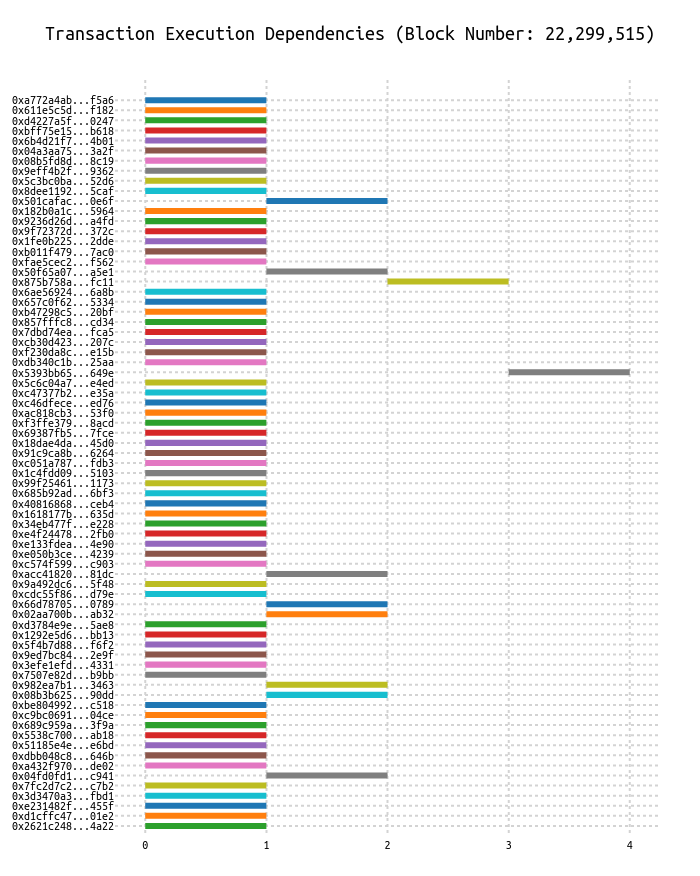 Transaction Execution Dependencies (Block Number: 22,299,515)
0xa772a4ab...f5a6
0x611e5c5d...f182
0xd4227a5f...0247
0xbff75e15...b618
0x6b4d21f7...4b01
0x04a3aa75...3a2f
0x08b5fd8d...8c19
0x9eff4b2f...9362
0x5c3bc0ba...52d6
0x8dee1192...5caf
0x501cafac...0e6f
0x182b0a1c...5964
0x9236d26d...a4fd
0x9f72372d...372c
0x1fe0b225...2dde
0xb011f479...7ac0
0xfae5cec2...f562
0x50f65a07...a5e1
0x875b758a...fc11
0x6ae56924...6a8b
0x657c0f62...5334
0xb47298c5...20bf
0x857fffc8...cd34
0x7dbd74ea...fca5
0xcb30d423...207c
0xf230da8c...e15b
0xdb340c1b...25aa
0x5393bb65...649e
0x5c6c04a7...e4ed
0xc47377b2...e35a
0xc46dfece...ed76
0xac818cb3...53f0
0xf3ffe379...8acd
0x69387fb5...7fce
0x18dae4da...45d0
0x91c9ca8b...6264
0xc051a787...fdb3
0x1c4fdd09...5103
0x99f25461...1173
0x685b92ad...6bf3
0x40816868...ceb4
0x1618177b...635d
0x34eb477f...e228
0xe4f24478...2fb0
0xe133fdea...4e90
0xe050b3ce...4239
0xc574f599...c903
0xacc41820...81dc
0x9a492dc6...5f48
0xcdc55f86...d79e
0x66d78705...0789
0x02aa700b...ab32
0xd3784e9e...5ae8
0x1292e5d6...bb13
0x5f4b7d88...f6f2
0x9ed7bc84...2e9f
0x3efe1efd...4331
0x7507e82d...b9bb
0x982ea7b1...3463
0x08b3b625...90dd
0xbe804992...c518
0xc9bc0691...04ce
0x689c959a...3f9a
0x5538c700...ab18
0x51185e4e...e6bd
0xdbb048c8...646b
0xa432f970...de02
0x04fd0fd1...c941
0x7fc2d7c2...c7b2
0x3d3470a3...fbd1
0xe231482f...455f
0xd1cffc47...01e2
0x2621c248...4a22
0 1 2 3 4